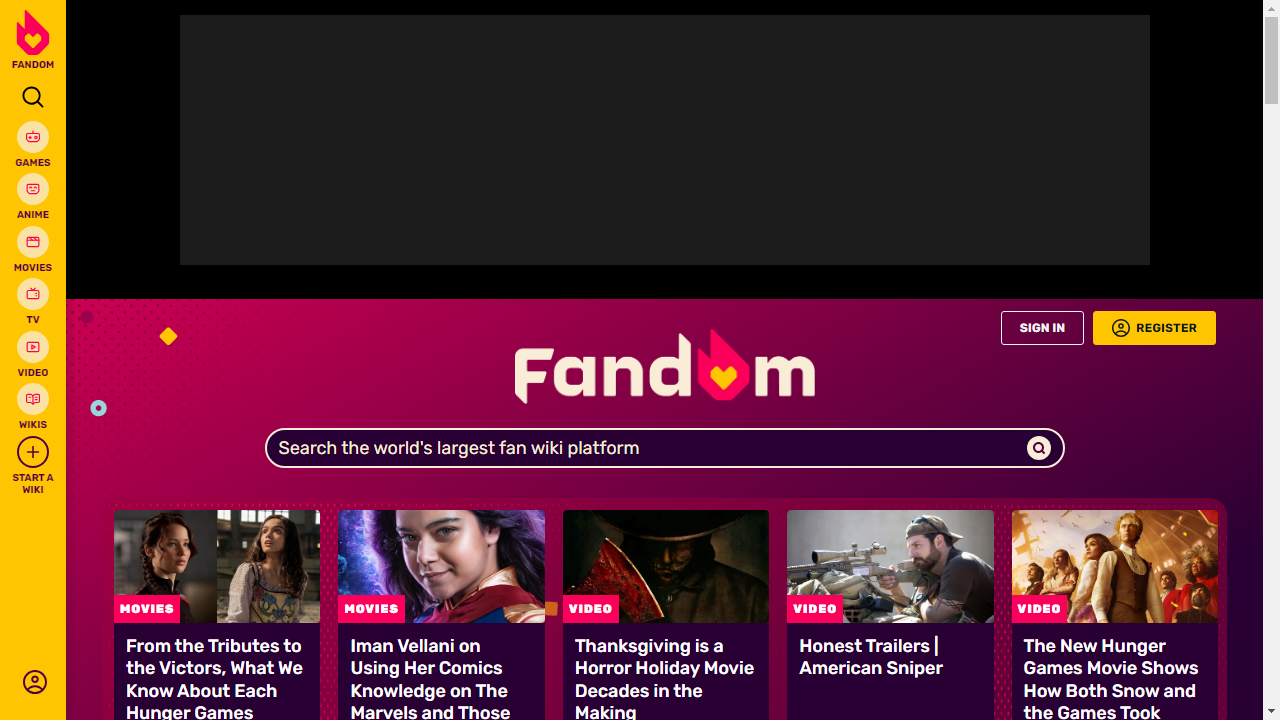 FANDOM
GAMES
ANIME
MOVIES
TV
VIDEO
WIKIS
START A
WIKI
SIGN IN
REGISTER
Fandom
Search the world's largest fan wiki platform
MOVIES
From the Tributes to
the Victors, What We
Know About Each
Hunger Games
MOVIES
Iman Vellani on
Using Her Comics
Knowledge on The
Marvels and Those
VIDEO
Thanksgiving is a
Horror Holiday Movie
Decades in the
Making
VIDEO
Honest Trailers |
American Sniper
VIDEO
The New Hunger
Games Movie Shows
How Both Snow and
the Games Took